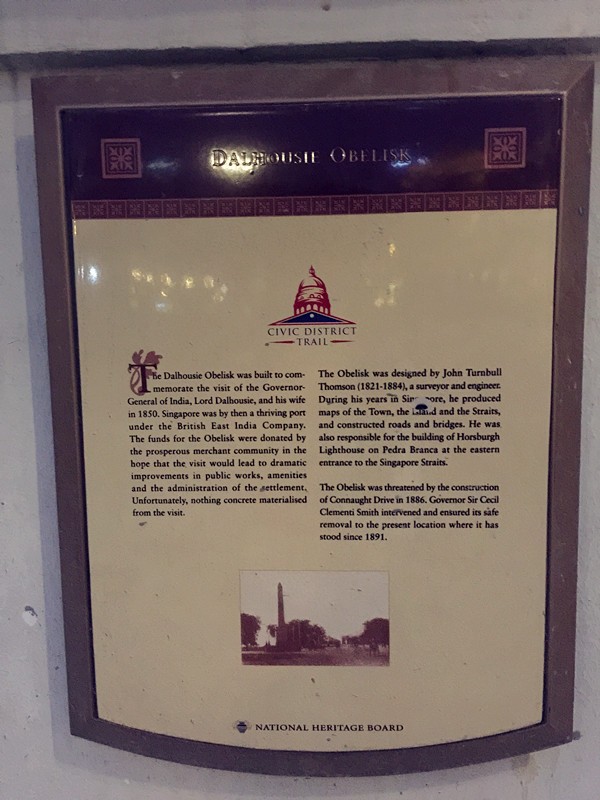 DALHOUSIE OBELISK
CIVIC DISTRICT
TRAIL
The Dalhousie Obelisk was built to com-
memorate the visit of the Governor-
General of India, Lord Dalhousie, and his wife
in 1850. Singapore was by then a thriving port
under the British East India Company.
The funds for the Obelisk were donated by
the prosperous merchant community in the
hope that the visit would lead to dramatic
improvements in public works, amenities
and the administration of the settlement.
Unfortunately, nothing concrete materialised
from the visit.
The Obelisk was designed by John Turnbull
Thomson (1821-1884), a surveyor and engineer.
During his years in Singapore, he produced
maps of the Town, the island and the Straits,
and constructed roads and bridges. He was
also responsible for the building of Horsburgh
Lighthouse on Pedra Branca at the eastern
entrance to the Singapore Straits.
The Obelisk was threatened by the construction
of Connaught Drive in 1886. Governor Sir Cecil
Clementi Smith intervened and ensured its safe
removal to the present location where it has
stood since 1891.
NATIONAL HERITAGE BOARD